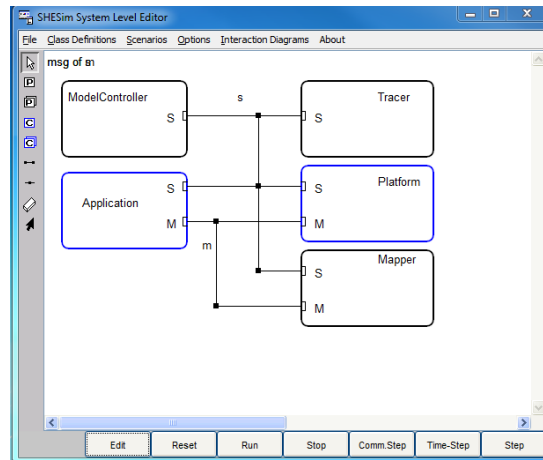 SHESim System Level Editor
File Class Definitions Scenarios Options Interaction Diagrams About
msg of
ModelController s Tracer
S S
P
P
C
C
Application S S Platform
M M
m
Mapper
S
M
Edit Reset Run Stop Comm.Step Time-Step Step